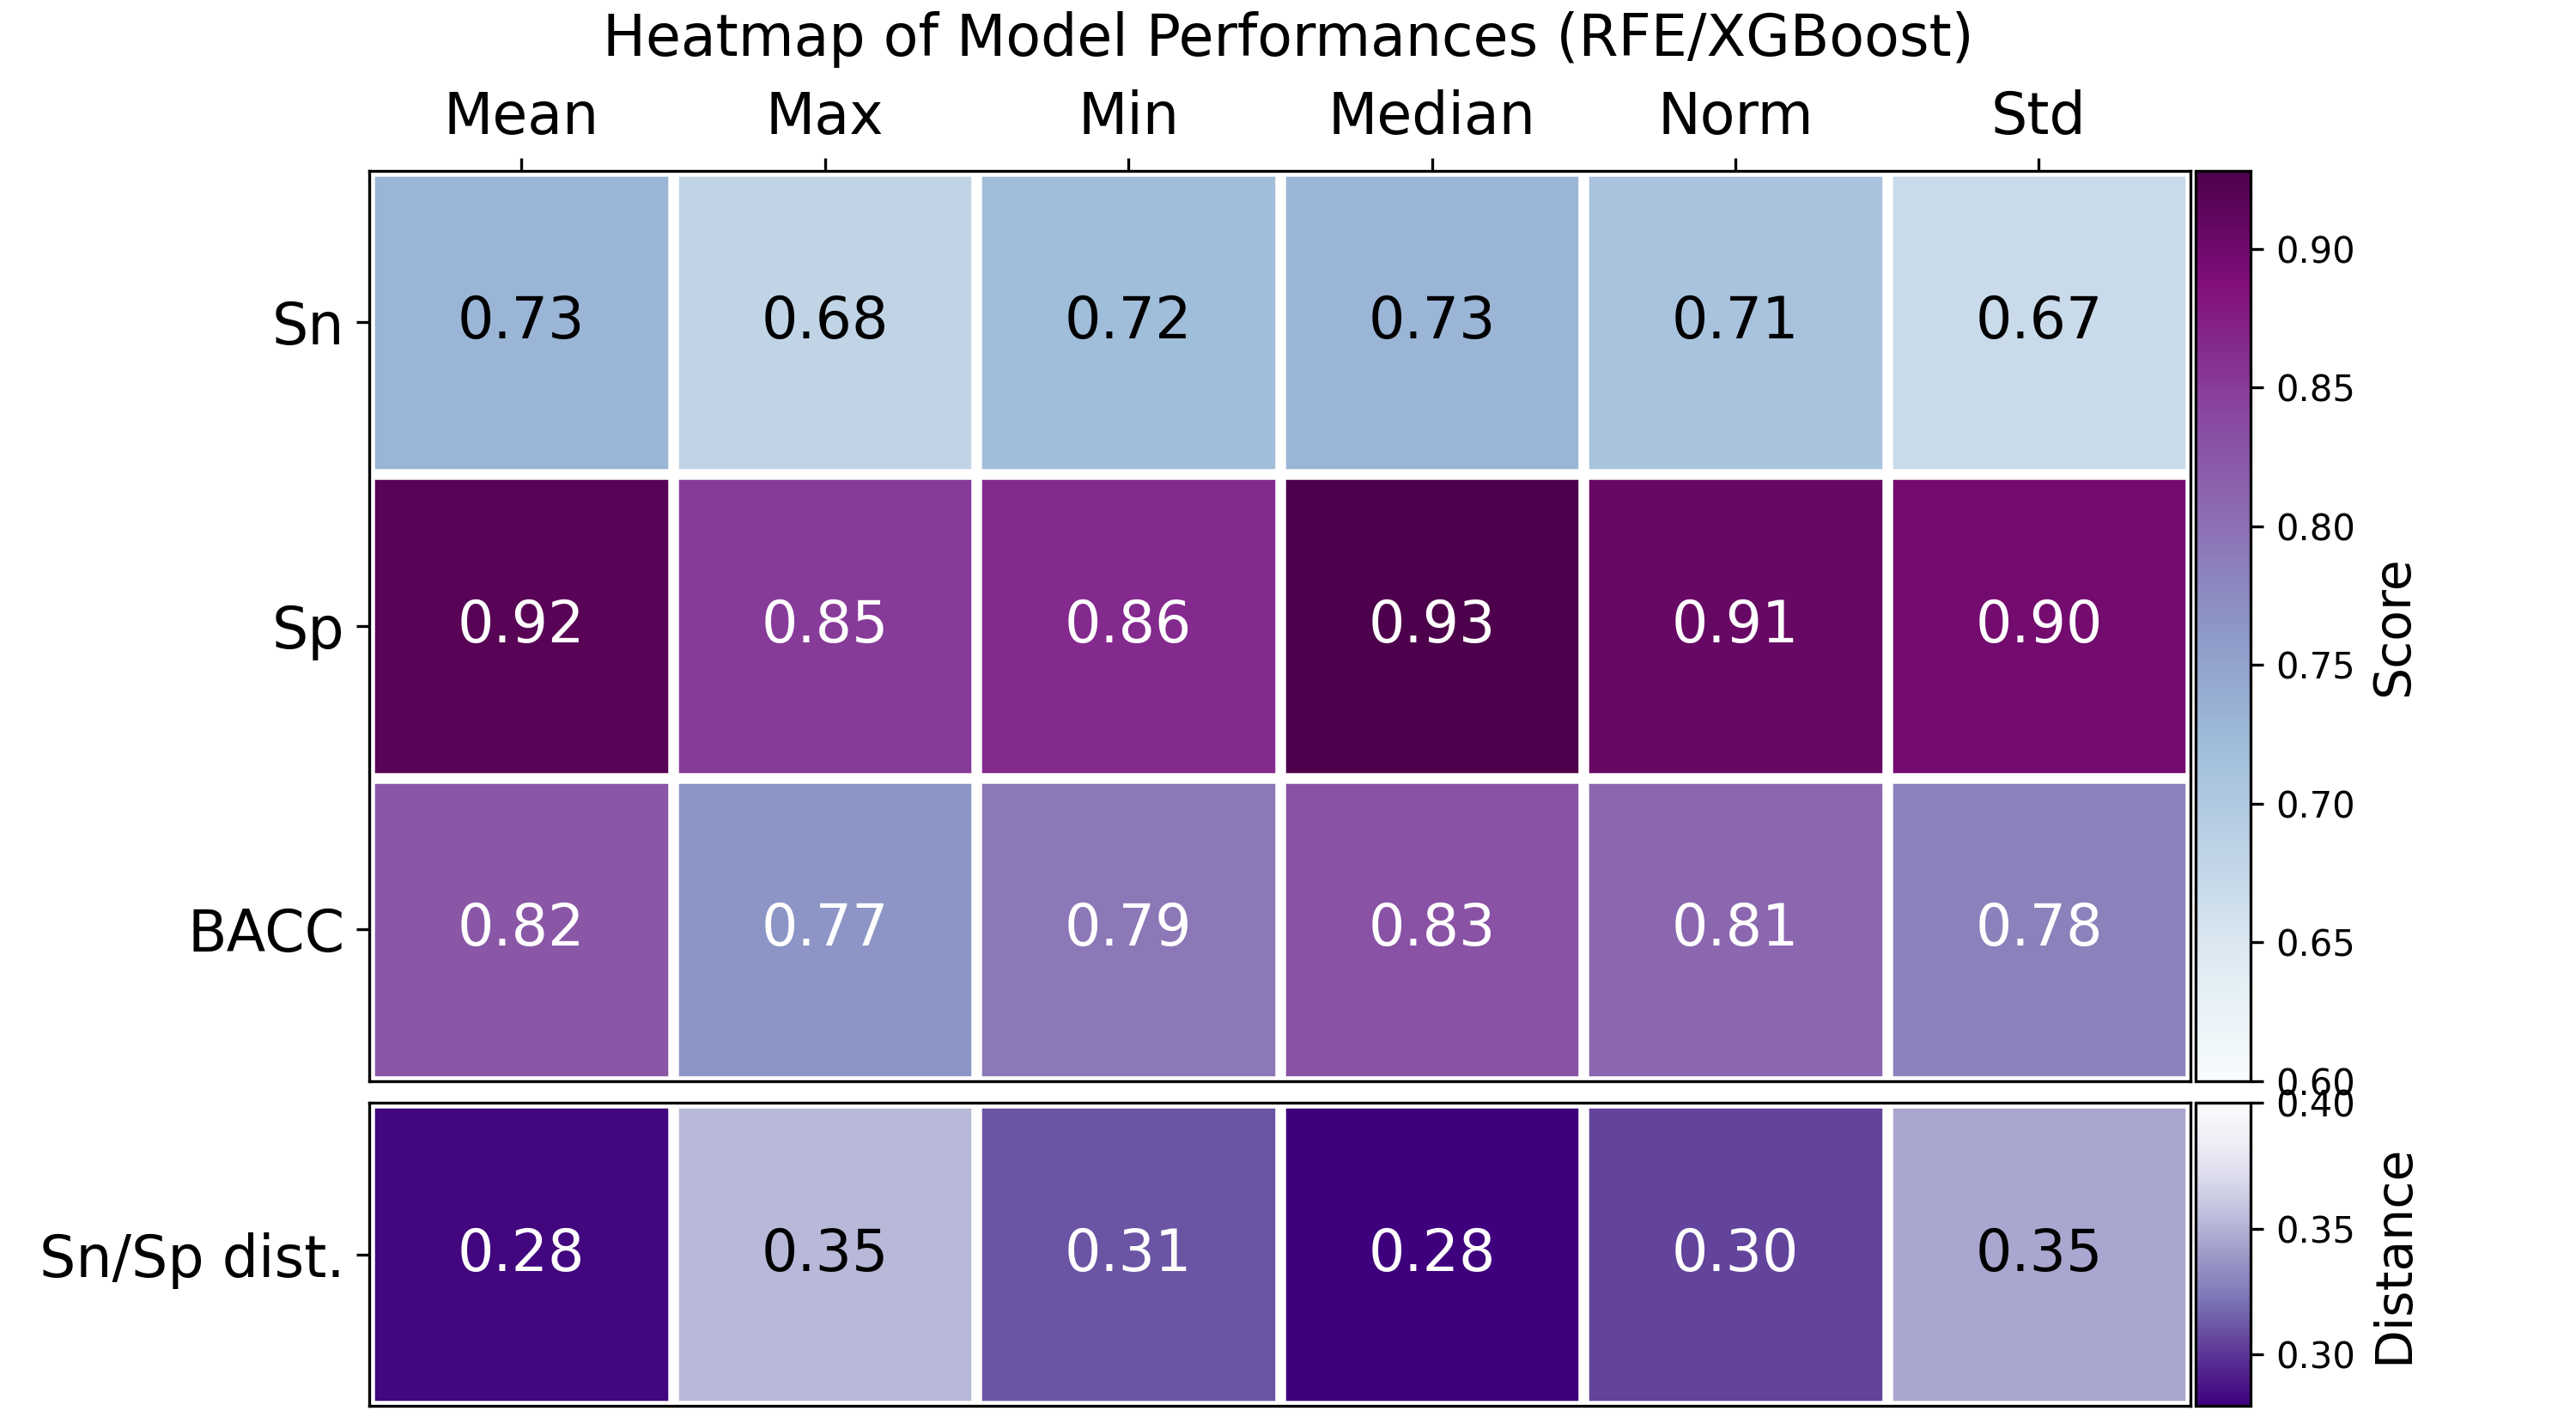 Heatmap of Model Performances (RFE/XGBoost)
Mean Max Min Median Norm Std
Sn 0.73 0.68 0.72 0.73 0.71 0.67
Sp 0.92 0.85 0.86 0.93 0.91 0.90
BACC 0.82 0.77 0.79 0.83 0.81 0.78
Sn/Sp dist. 0.28 0.35 0.31 0.28 0.30 0.35
0.90
0.85
0.80
0.75
0.70
0.65
0.60
Score
0.40
0.35
0.30
Distance